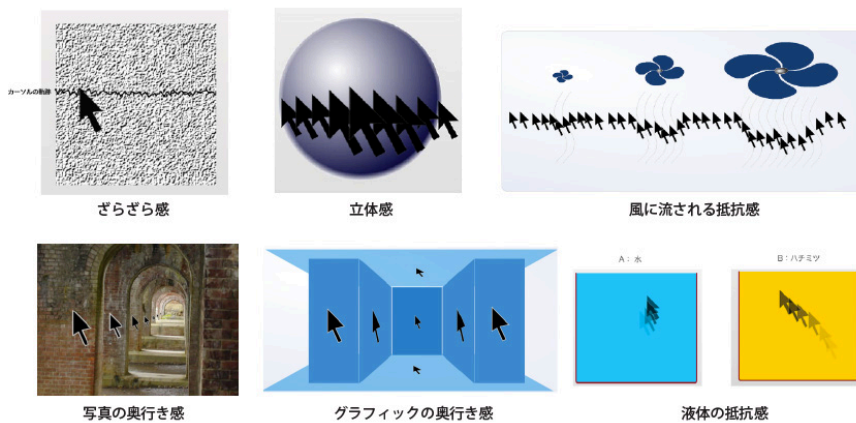 カーソルの軌跡
ざらざら感
立体感
風に流される抵抗感
A：水
B：ハチミツ
写真の奥行き感
グラフィックの奥行き感
液体の抵抗感